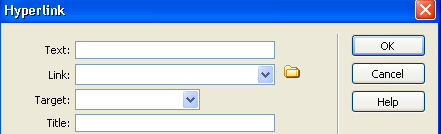 Hyperlink
Text:
OK
Link:
Cancel
Target:
Help
Title: